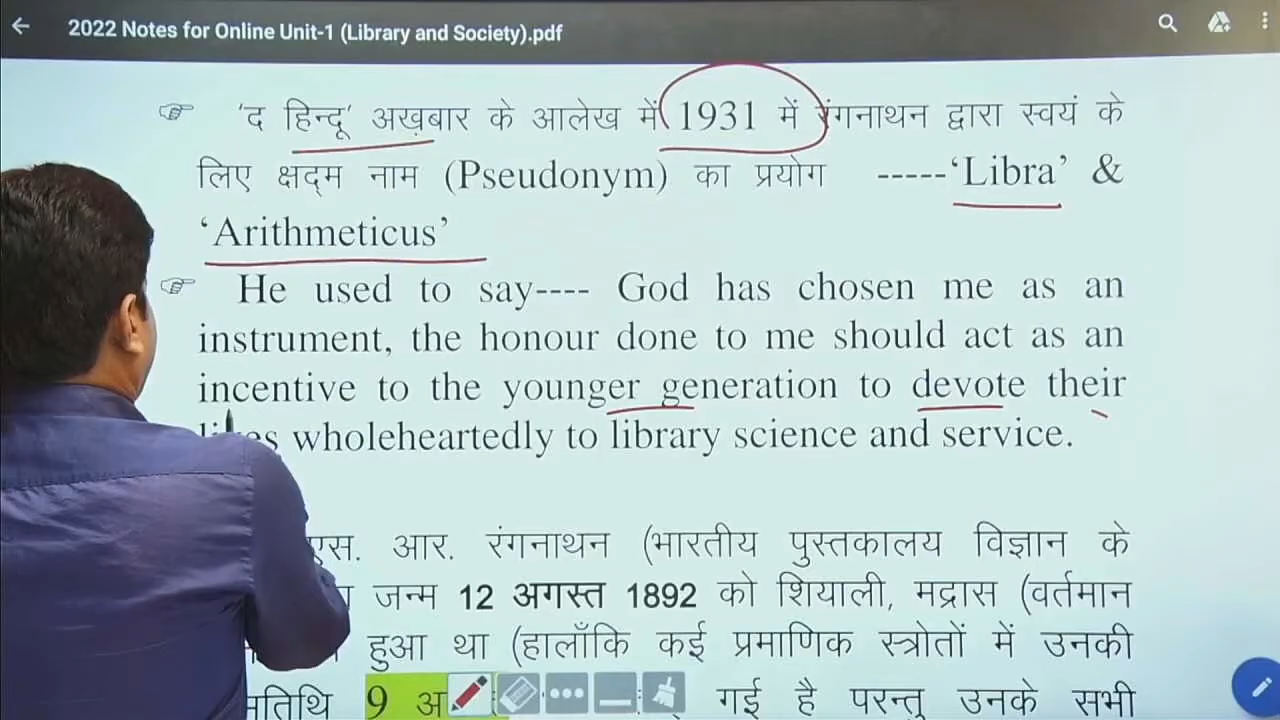 2022 Notes for Online Unit-1 (Library and Society).pdf
'द हिन्दू' अख़बार के आलेख में 1931 में रंगनाथन द्वारा स्वयं के
लिए क्षद्म नाम (Pseudonym) का प्रयोग -----'Libra' &
'Arithmeticus'
He used to say---- God has chosen me as an
instrument, the honour done to me should act as an
incentive to the younger generation to devote their
wholeheartedly to library science and service.
एस. आर. रंगनाथन (भारतीय पुस्तकालय विज्ञान के
जन्म 12 अगस्त 1892 को शियाली, मद्रास (वर्तमान
हुआ था (हालाँकि कई प्रमाणिक स्त्रोतों में उनकी
9 गई है परन्तु उनके सभी